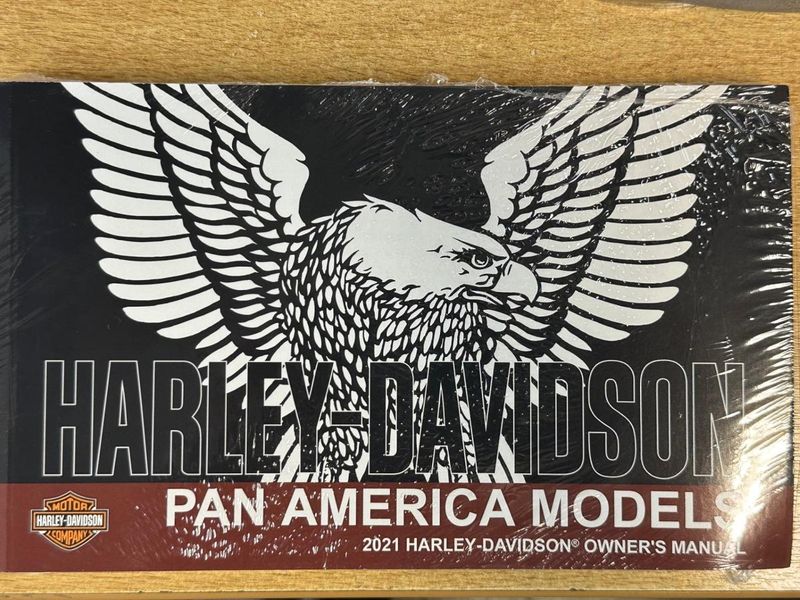 HARLEY-DAVIDSON
PAN AMERICA MODELS
MOTOR
HARLEY-DAVIDSON
COMPANY
2021 HARLEY-DAVIDSON® OWNER'S MANUAL